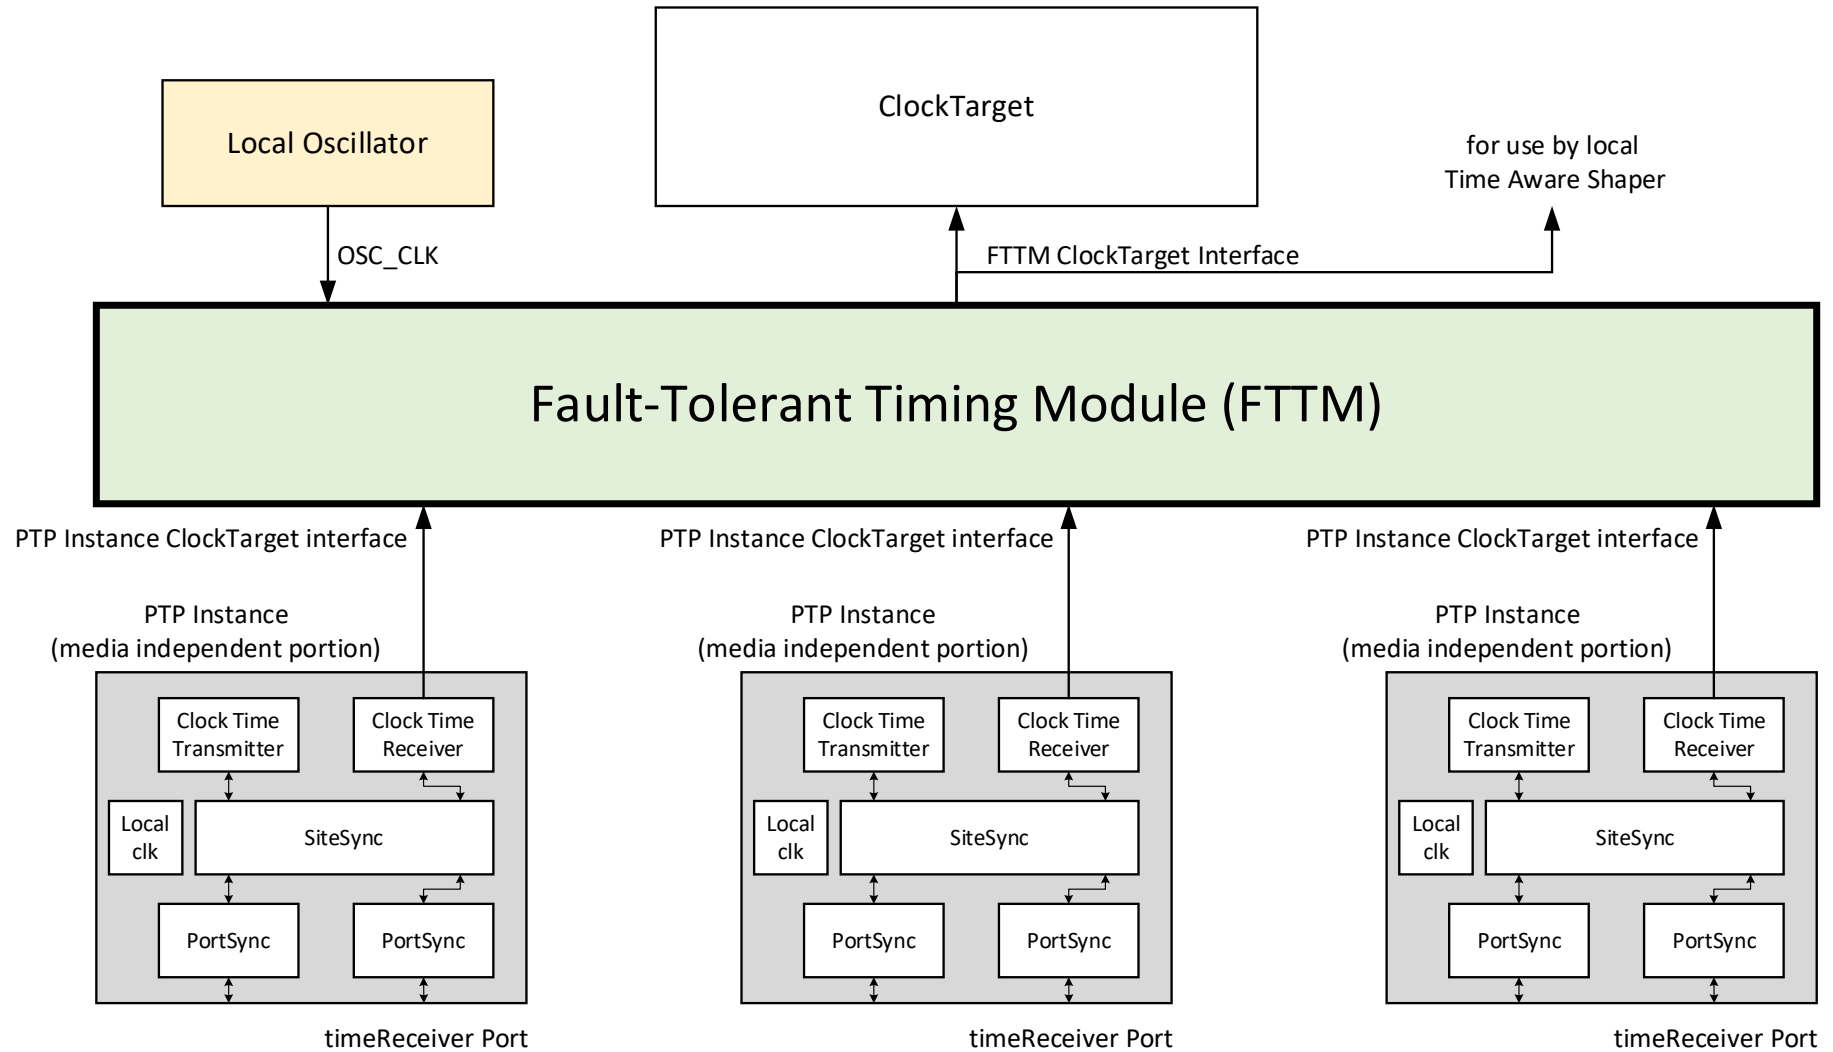 ClockTarget
Local Oscillator
for use by local
Time Aware Shaper
OSC_CLK
FTTM ClockTarget Interface
Fault-Tolerant Timing Module (FTTM)
PTP Instance ClockTarget interface
PTP Instance ClockTarget interface
PTP Instance ClockTarget interface
PTP Instance
(media independent portion)
PTP Instance
(media independent portion)
PTP Instance
(media independent portion)
Clock Time
Transmitter
Clock Time
Receiver
Local
clk
SiteSync
PortSync
PortSync
timeReceiver Port
Clock Time
Transmitter
Clock Time
Receiver
Local
clk
SiteSync
PortSync
PortSync
timeReceiver Port
Clock Time
Transmitter
Clock Time
Receiver
Local
clk
SiteSync
PortSync
PortSync
timeReceiver Port